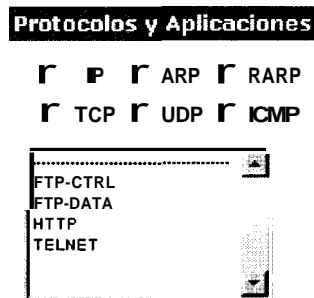 Protocolos y Aplicaciones
IP ARP RARP
TCP UDP ICMP
FTP-CTRL
FTP-DATA
HTTP
TELNET